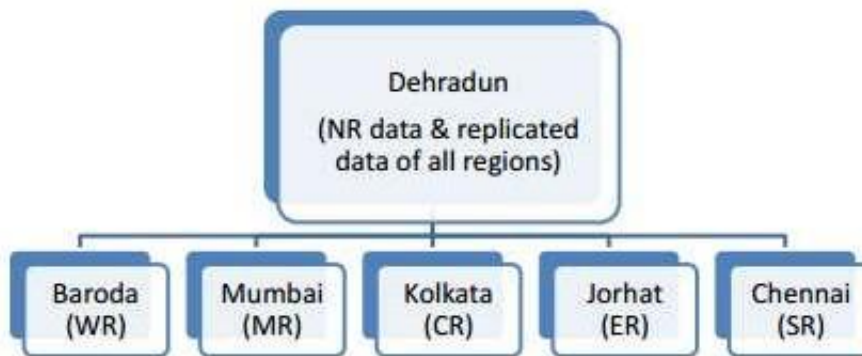 Dehradun
(NR data & replicated
data of all regions)
Baroda
(WR)
Mumbai
(MR)
Kolkata
(CR)
Jorhat
(ER)
Chennai
(SR)